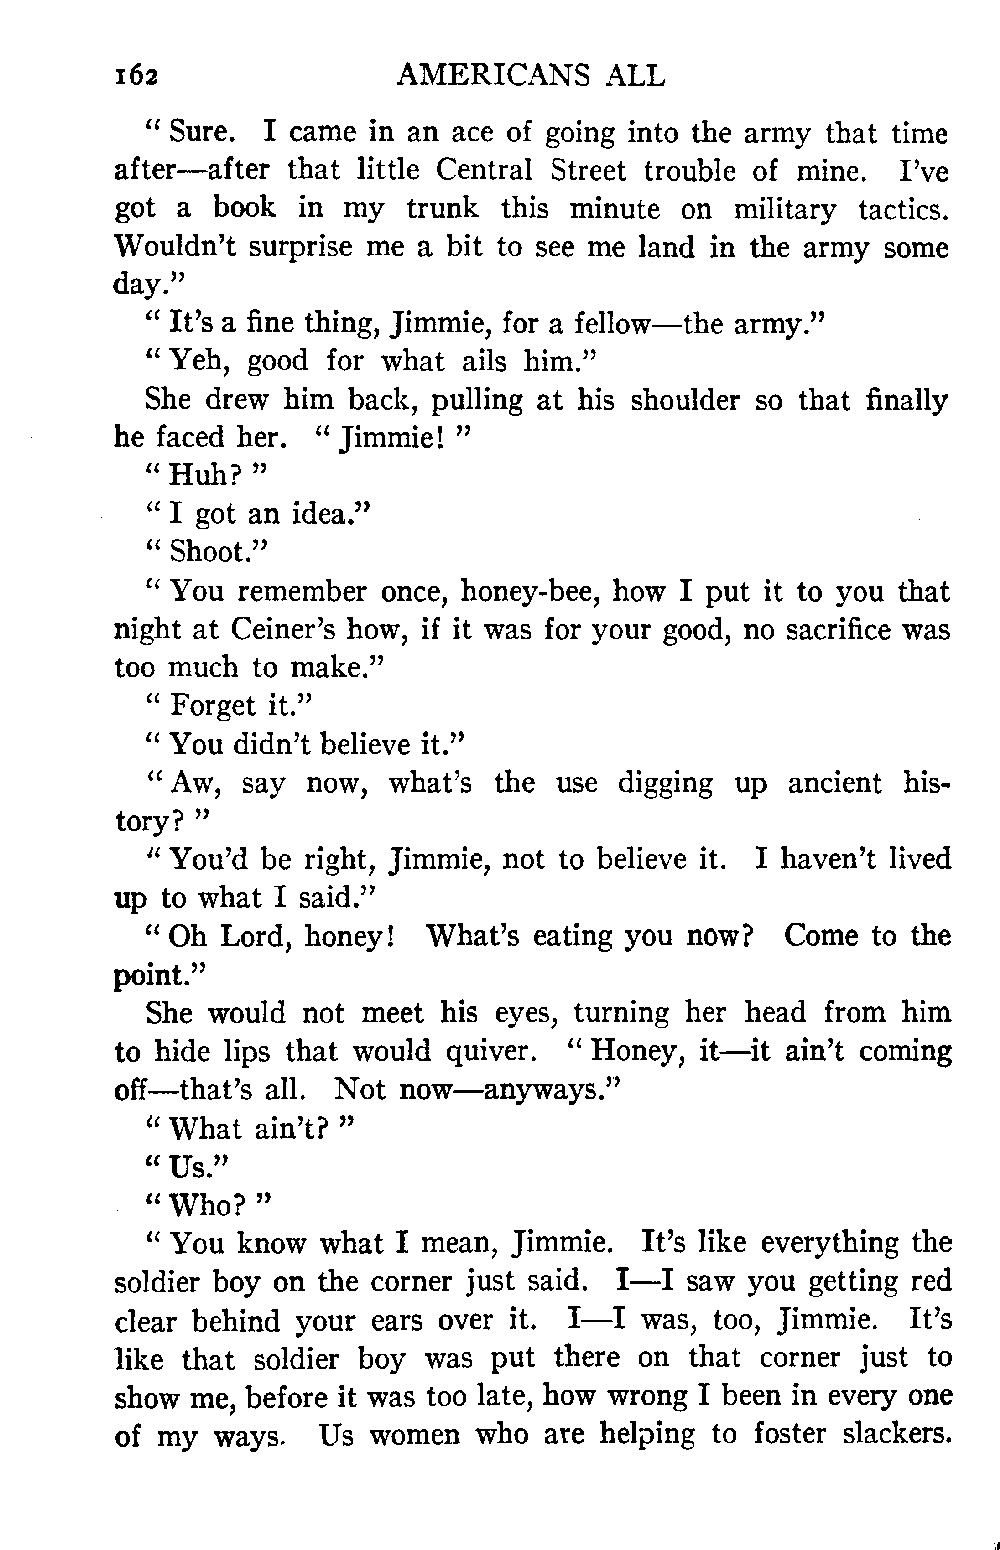 162 AMERICANS ALL
“ Sure. I came in an ace of going into the army that time
after—after that little Central Street trouble of mine. I’ve
got a book in my trunk this minute on military tactics.
Wouldn’t surprise me a bit to see me land in the army some
day.”
“ It’s a fine thing, Jimmie, for a fellow—the army.”
“ Yeh, good for what ails him.”
She drew him back, pulling at his shoulder so that finally
he faced her. “ Jimmie! ”
“ Huh? ”
“ I got an idea.”
“ Shoot.”
“ You remember once, honey-bee, how I put it to you that
night at Ceiner’s how, if it was for your good, no sacrifice was
too much to make.”
“ Forget it.”
“ You didn’t believe it.”
“ Aw, say now, what’s the use digging up ancient his-
tory? ”
“ You’d be right, Jimmie, not to believe it. I haven’t lived
up to what I said.”
“ Oh Lord, honey! What’s eating you now? Come to the
point.”
She would not meet his eyes, turning her head from him
to hide lips that would quiver. “ Honey, it—it ain’t coming
off—that’s all. Not now—anyways.”
“ What ain’t? ”
“ Us.”
“ Who? ”
“ You know what I mean, Jimmie. It’s like everything the
soldier boy on the corner just said. I—I saw you getting red
clear behind your ears over it. I—I was, too, Jimmie. It’s
like that soldier boy was put there on that corner just to
show me, before it was too late, how wrong I been in every one
of my ways. Us women who are helping to foster slackers.